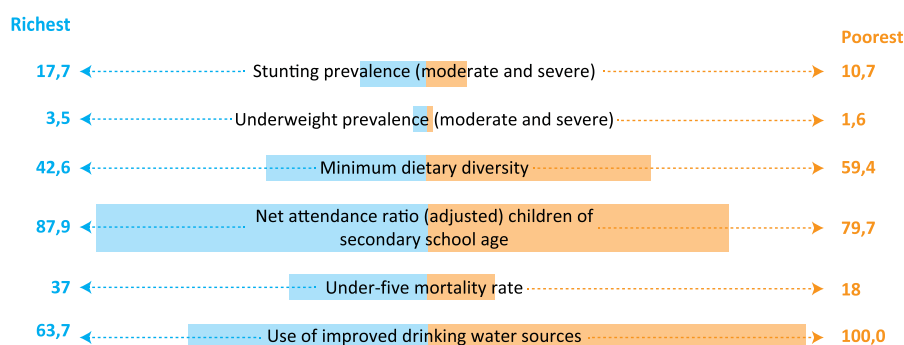 Richest
Poorest
17,7 Stunting prevalence (moderate and severe) 10,7
3,5 Underweight prevalence (moderate and severe) 1,6
42,6 Minimum dietary diversity 59,4
87,9 Net attendance ratio (adjusted) children of
secondary school age 79,7
37 Under-five mortality rate 18
63,7 Use of improved drinking water sources 100,0